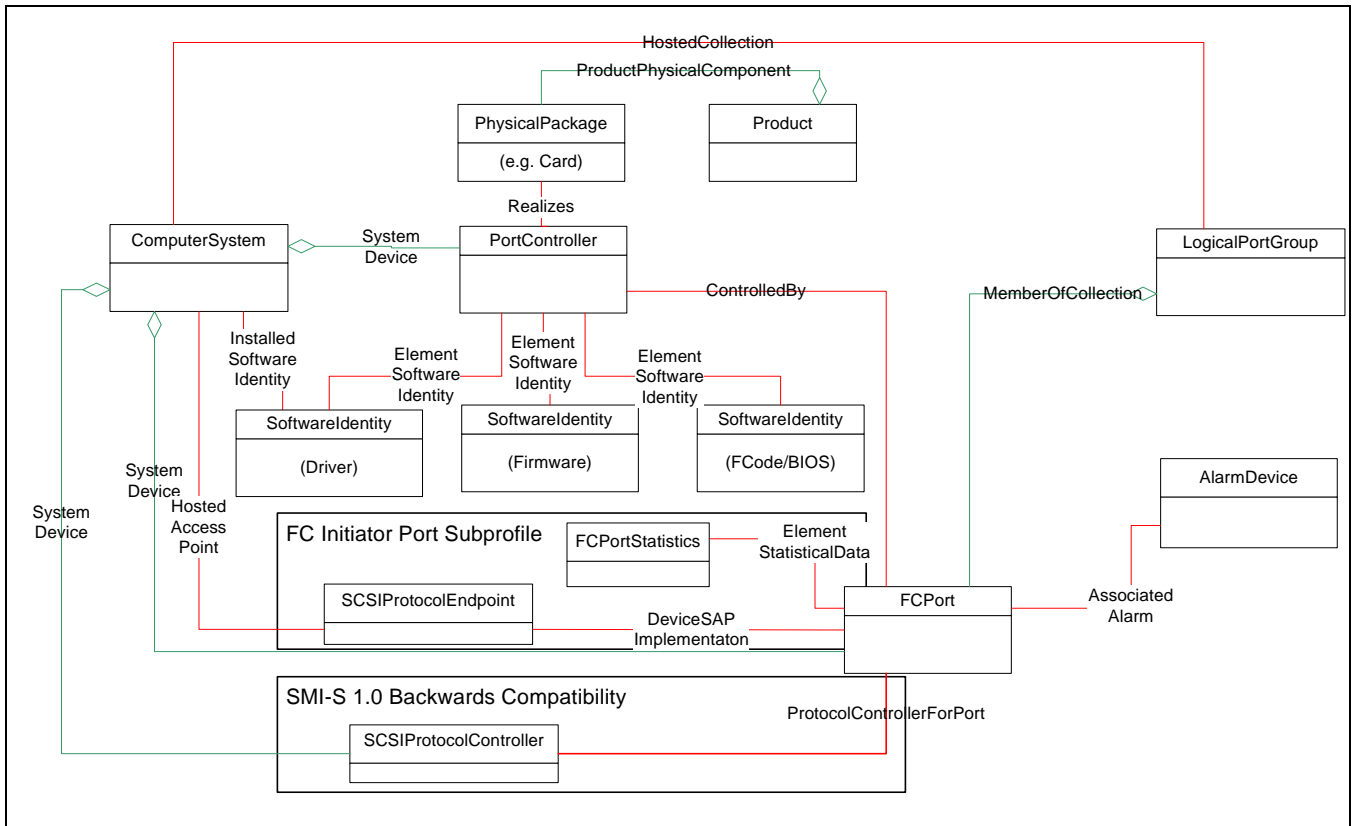 HostedCollection
ProductPhysicalComponent
PhysicalPackage
(e.g. Card)
Product
Realizes
ComputerSystem
System
Device
PortController
LogicalPortGroup
ControlledBy
MemberOfCollection
Installed
Software
Identity
Element
Software
Identity
Element
Software
Identity
Element
Software
Identity
SoftwareIdentity
(Driver)
SoftwareIdentity
(Firmware)
SoftwareIdentity
(FCode/BIOS)
AlarmDevice
System
Device
System
Device
Hosted
Access
Point
FC Initiator Port Subprofile
FCPortStatistics
Element
StatisticalData
SCSIProtocolEndpoint
DeviceSAP
Implementaton
FCPort
Associated
Alarm
SMI-S 1.0 Backwards Compatibility
ProtocolControllerForPort
SCSIProtocolController